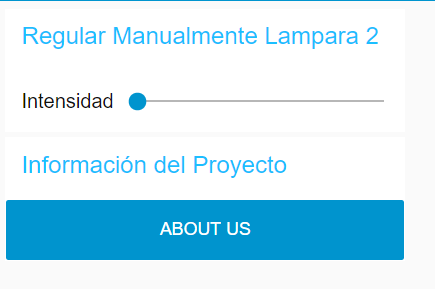 Regular Manualmente Lampara 2
Intensidad
Información del Proyecto
ABOUT US